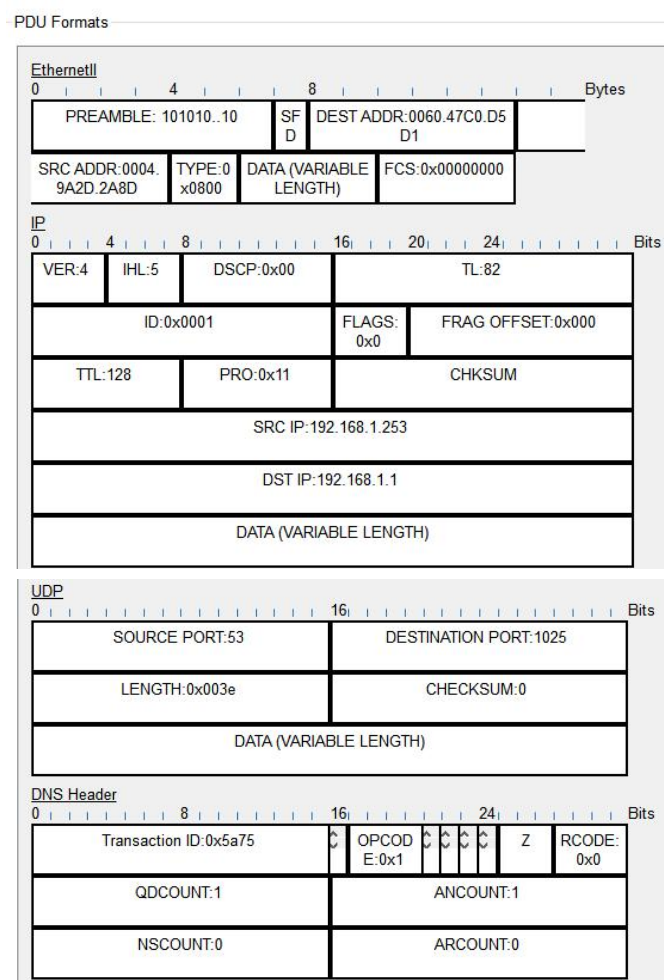 PDU Formats
EthernetII
0 4 8 Bytes
PREAMBLE: 101010..10
SF
D
DEST ADDR:0060.47C0.D5
D1
SRC ADDR:0004.
9A2D.2A8D
TYPE:0
x0800
DATA (VARIABLE
LENGTH)
FCS:0x00000000
IP
0 4 8 16 20 24 Bits
VER:4 IHL:5 DSCP:0x00 TL:82
ID:0x0001
FLAGS:
0x0
FRAG OFFSET:0x000
TTL:128 PRO:0x11 CHKSUM
SRC IP:192.168.1.253
DST IP:192.168.1.1
DATA (VARIABLE LENGTH)
UDP
0 16 Bits
SOURCE PORT:53 DESTINATION PORT:1025
LENGTH:0x003e CHECKSUM:0
DATA (VARIABLE LENGTH)
DNS Header
0 8 16 24 Bits
Transaction ID:0x5a75
OPCOD
E:0x1
Z
RCODE:
0x0
QDCOUNT:1 ANCOUNT:1
NSCOUNT:0 ARCOUNT:0